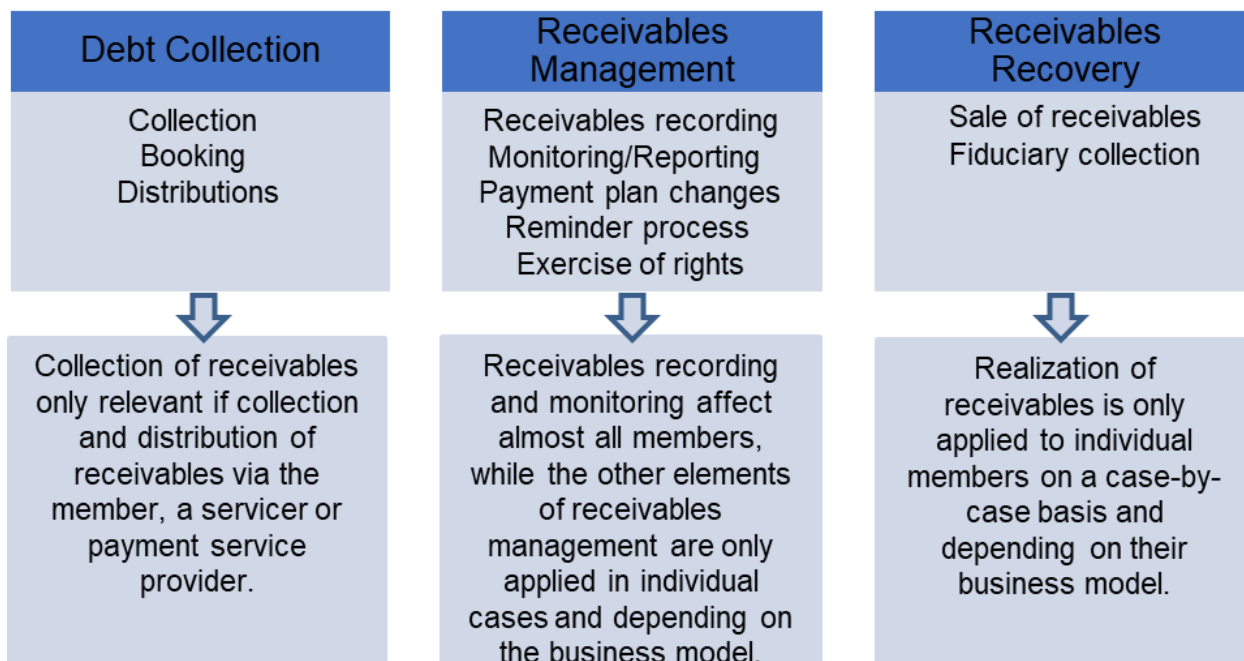 Debt Collection
Collection
Booking
Distributions
Collection of receivables
only relevant if collection
and distribution of
receivables via the
member, a servicer or
payment service
provider.
Receivables
Management
Receivables recording
Monitoring/Reporting
Payment plan changes
Reminder process
Exercise of rights
Receivables recording
and monitoring affect
almost all members,
while the other elements
of receivables
management are only
applied in individual
cases and depending on
the business model.
Receivables
Recovery
Sale of receivables
Fiduciary collection
Realization of
receivables is only
applied to individual
members on a case-by-
case basis and
depending on their
business model.